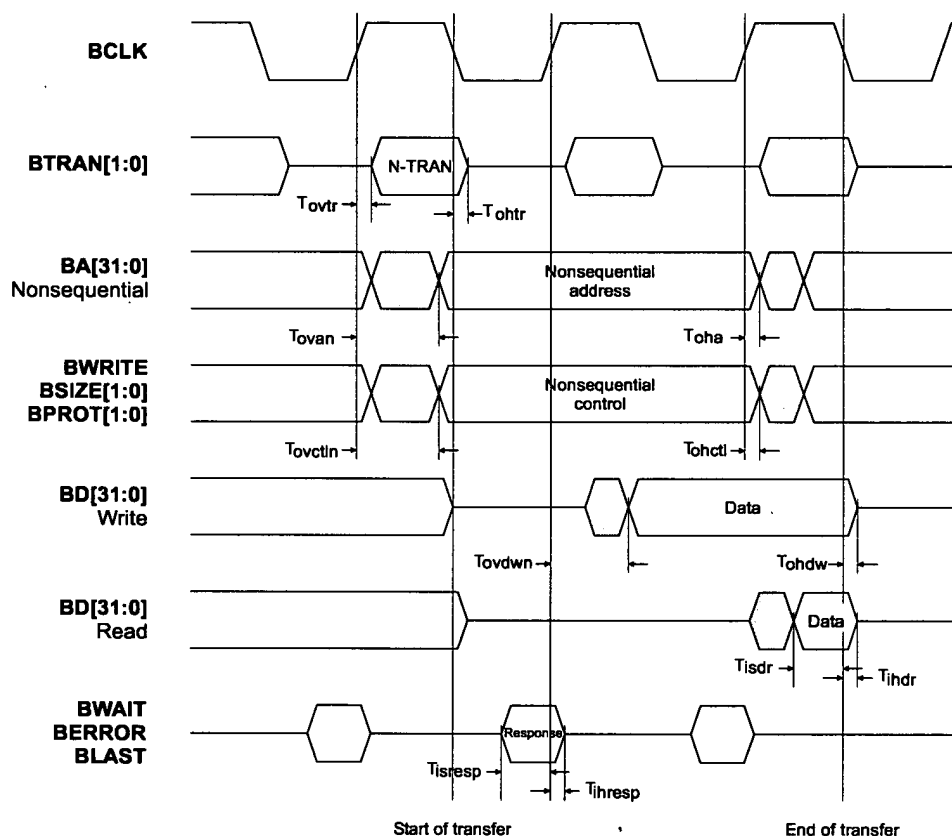 BCLK
BTRAN[1:0]
N-TRAN
Tovtr
Tohtr
BA[31:0]
Nonsequential
Nonsequential
address
Tovan
Toha
BWRITE
BSIZE[1:0]
BPROT[1:0]
Nonsequential
control
Tovctln
Tohctl
BD[31:0]
Write
Data
Tovdwn
Tohdw
BD[31:0]
Read
Data
Tisdr
Tihdr
BWAIT
BERROR
BLAST
Response
Tisresp
Tihresp
Start of transfer
End of transfer